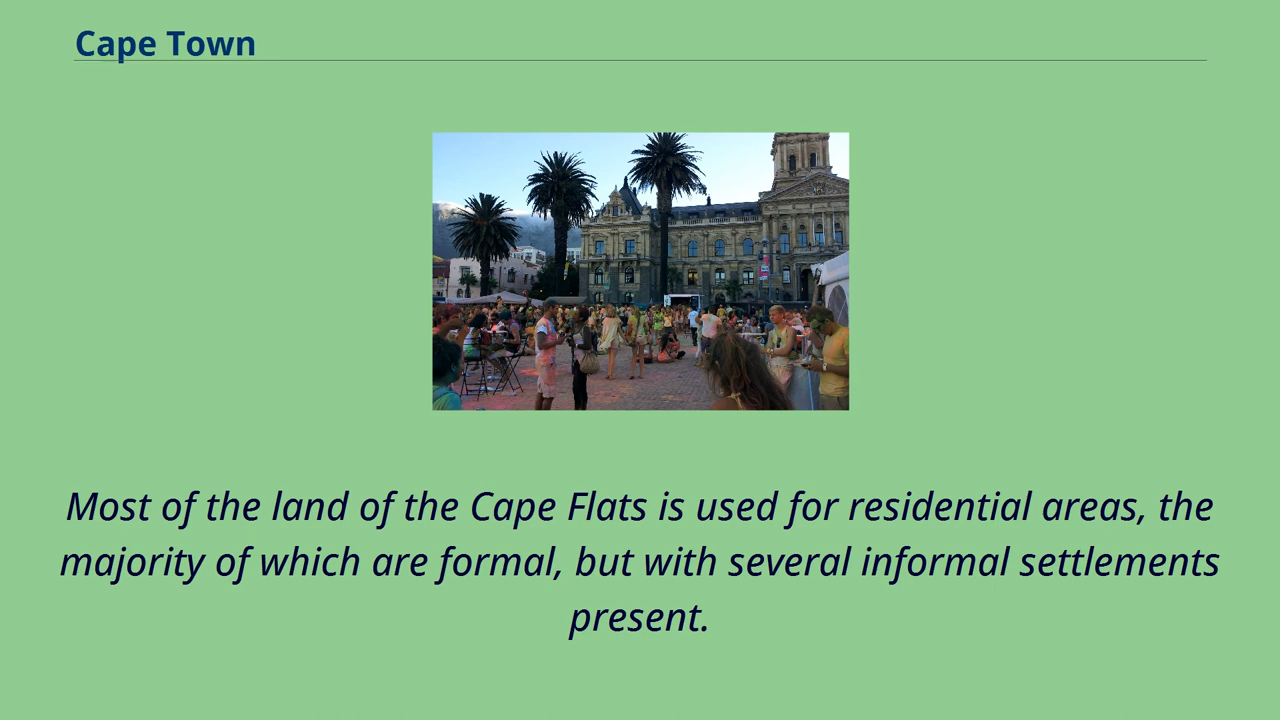 Cape Town
Most of the land of the Cape Flats is used for residential areas, the
majority of which are formal, but with several informal settlements
present.